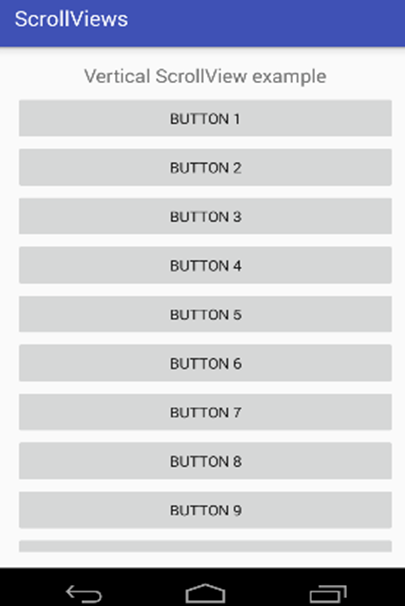 ScrollViews
Vertical ScrollView example
BUTTON 1
BUTTON 2
BUTTON 3
BUTTON 4
BUTTON 5
BUTTON 6
BUTTON 7
BUTTON 8
BUTTON 9